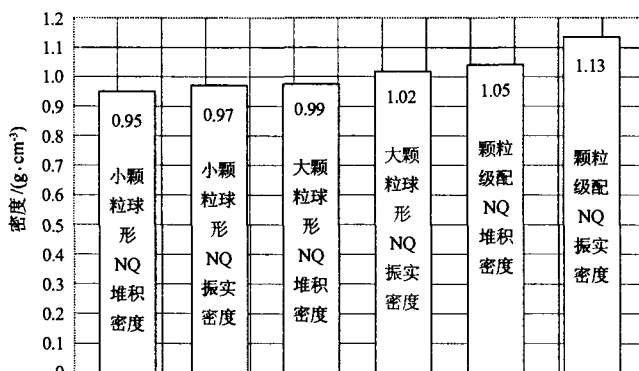 密度/(g·cm⁻³)
1.2
1.1
1.0
0.9
0.8
0.7
0.6
0.5
0.4
0.3
0.2
0.1
0
0.95
小颗
粒球
形
NQ
堆积
密度
0.97
小颗
粒球
形
NQ
振实
密度
0.99
大颗
粒球
形
NQ
堆积
密度
1.02
大颗
粒球
形
NQ
振实
密度
1.05
颗粒
级配
NQ
堆积
密度
1.13
颗粒
级配
NQ
振实
密度